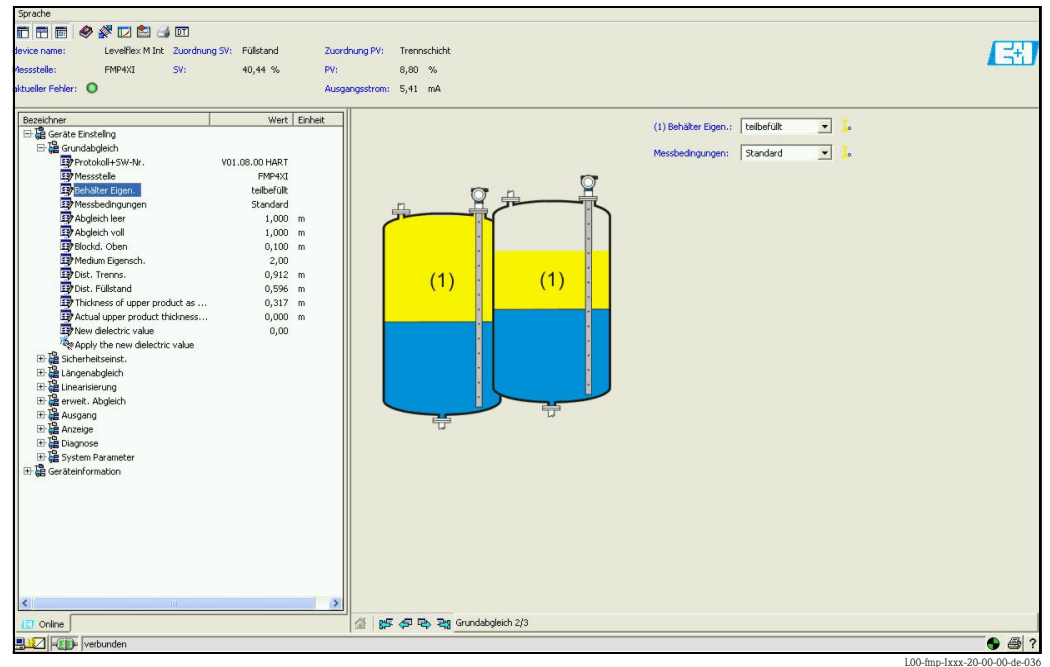 Sprache
DT
device name: Levelflex M Int Zuordnung SV: Füllstand Zuordnung PV: Trennschicht
Messstelle: FMP4XI SV: 40,44 % PV: 8,80 %
aktueller Fehler: Ausgangsstrom: 5,41 mA
E+H
Bezeichner Wert Einheit
Geräte Einstellng
Grundabgleich
Protokoll+SW-Nr. V01.08.00 HART
Messstelle FMP4XI
Behälter Eigen. teilbefüllt
Messbedingungen Standard
Abgleich leer 1,000 m
Abgleich voll 1,000 m
Blockd. Oben 0,100 m
Medium Eigensch. 2,00
Dist. Trenns. 0,912 m
Dist. Füllstand 0,596 m
Thickness of upper product as ... 0,317 m
Actual upper product thickness... 0,000 m
New dielectric value 0,00
Apply the new dielectric value
Sicherheitseinst.
Längenabgleich
Linearisierung
erweit. Abgleich
Ausgang
Anzeige
Diagnose
System Parameter
Geräteinformation
(1) Behälter Eigen.: teilbefüllt
Messbedingungen: Standard
(1) (1)
Online
Grundabgleich 2/3
verbunden
?
L00-fmp-Ixxx-20-00-00-de-036